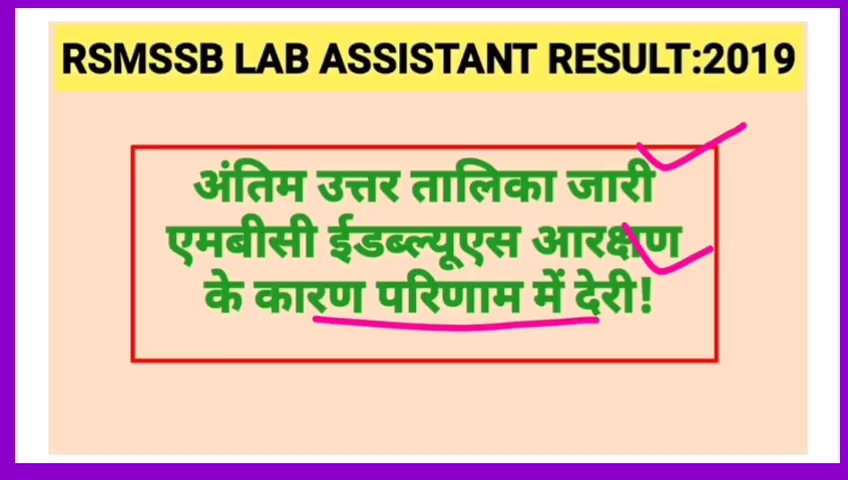 RSMSSB LAB ASSISTANT RESULT:2019
अंतिम उत्तर तालिका जारी
एमबीसी ईडब्ल्यूएस आरक्षण
के कारण परिणाम में देरी!